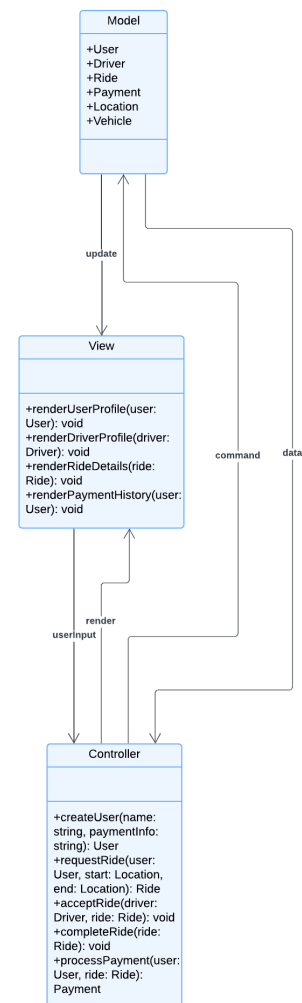 Model
+User
+Driver
+Ride
+Payment
+Location
+Vehicle
update
View
+renderUserProfile(user:
User): void
+renderDriverProfile(driver:
Driver): void
+renderRideDetails(ride:
Ride): void
+renderPaymentHistory(user:
User): void
command
data
render
userinput
Controller
+createUser(name:
string, paymentInfo:
string): User
+requestRide(user:
User, start: Location,
end: Location): Ride
+acceptRide(driver:
Driver, ride: Ride): void
+completeRide(ride:
Ride): void
+processPayment(user:
User, ride: Ride):
Payment